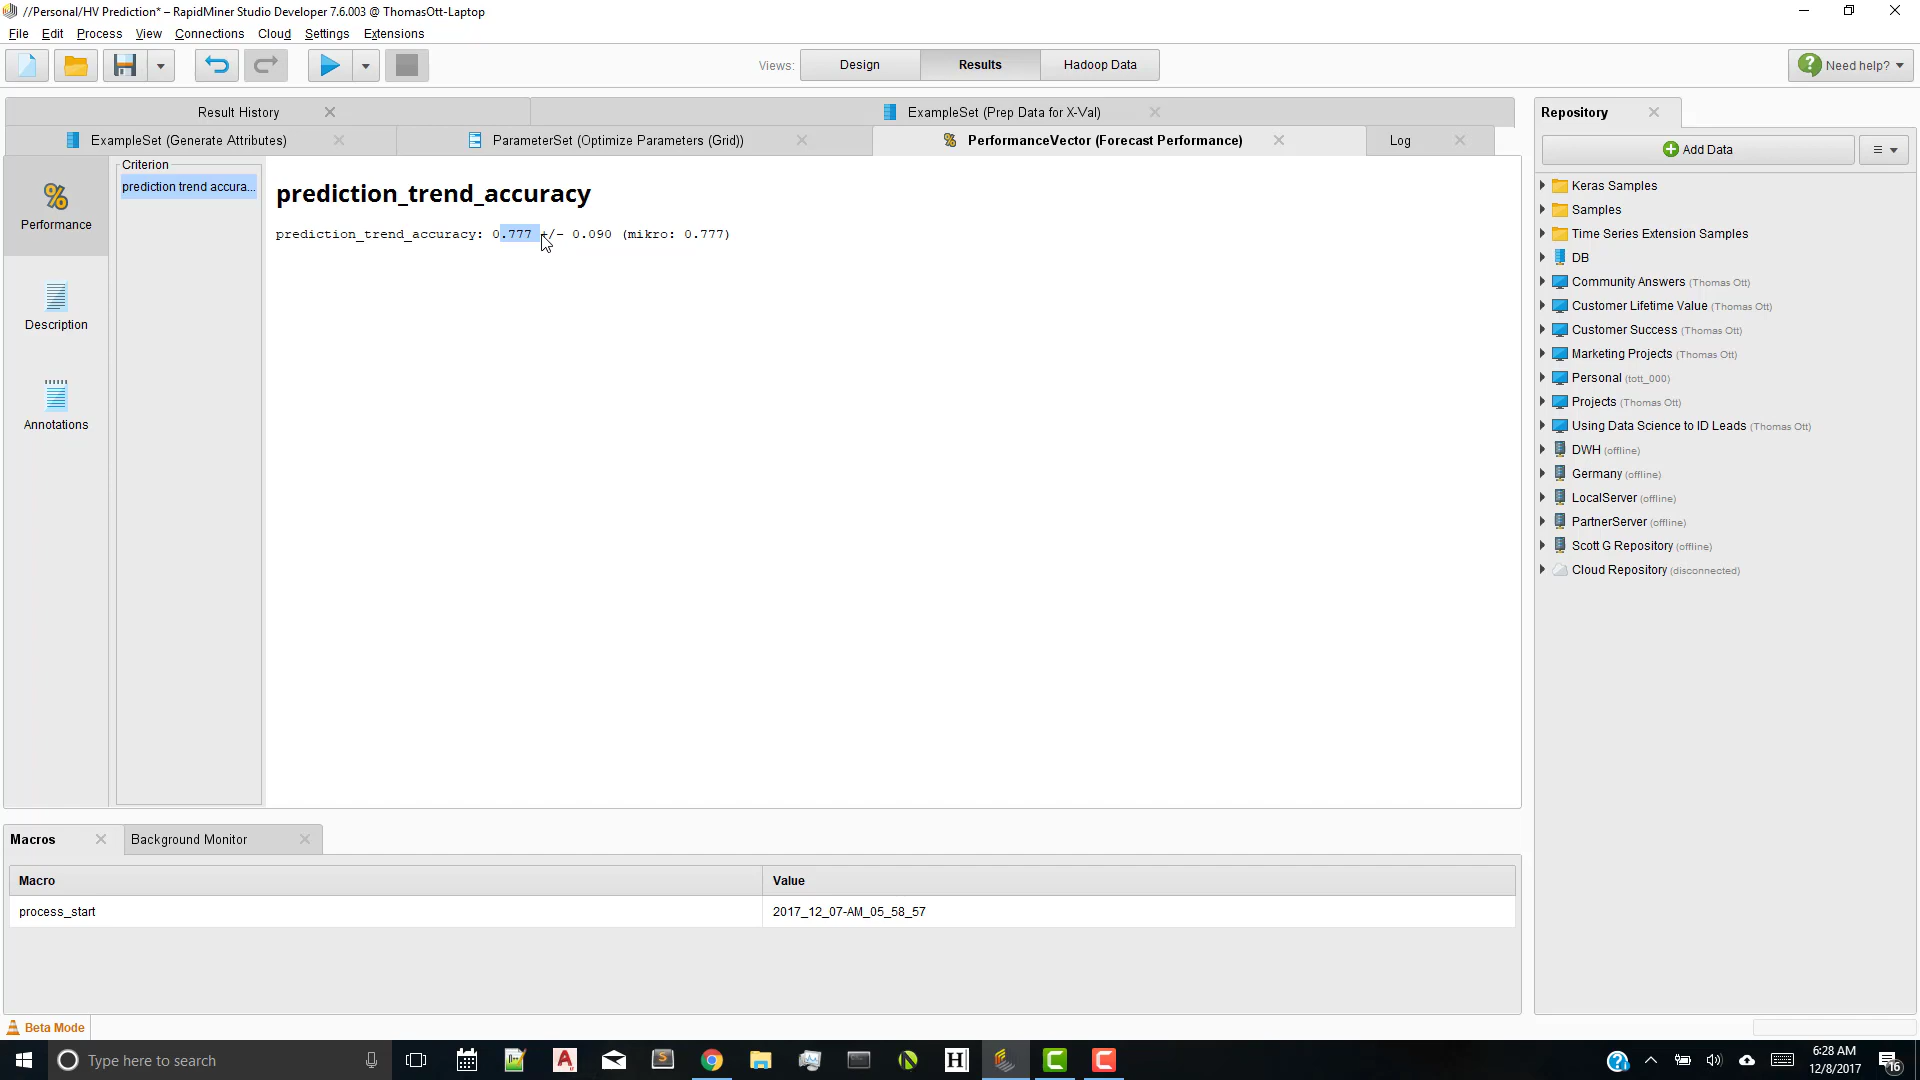 //Personal/HV Prediction* – RapidMiner Studio Developer 7.6.003 @ ThomasOtt-Laptop
File Edit Process View Connections Cloud Settings Extensions
Views: Design Results Hadoop Data
Need help?
Result History
ExampleSet (Prep Data for X-Val)
ExampleSet (Generate Attributes)
ParameterSet (Optimize Parameters (Grid))
PerformanceVector (Forecast Performance)
Log
Performance
Description
Annotations
Criterion
prediction trend accura...
prediction_trend_accuracy
prediction_trend_accuracy: 0.777 +/- 0.090 (mikro: 0.777)
Repository
Add Data
Keras Samples
Samples
Time Series Extension Samples
DB
Community Answers (Thomas Ott)
Customer Lifetime Value (Thomas Ott)
Customer Success (Thomas Ott)
Marketing Projects (Thomas Ott)
Personal (tott_000)
Projects (Thomas Ott)
Using Data Science to ID Leads (Thomas Ott)
DWH (offline)
Germany (offline)
LocalServer (offline)
PartnerServer (offline)
Scott G Repository (offline)
Cloud Repository (disconnected)
Macros
Background Monitor
Macro Value
process_start 2017_12_07-AM_05_58_57
Beta Mode
Type here to search
6:28 AM
12/8/2017
16